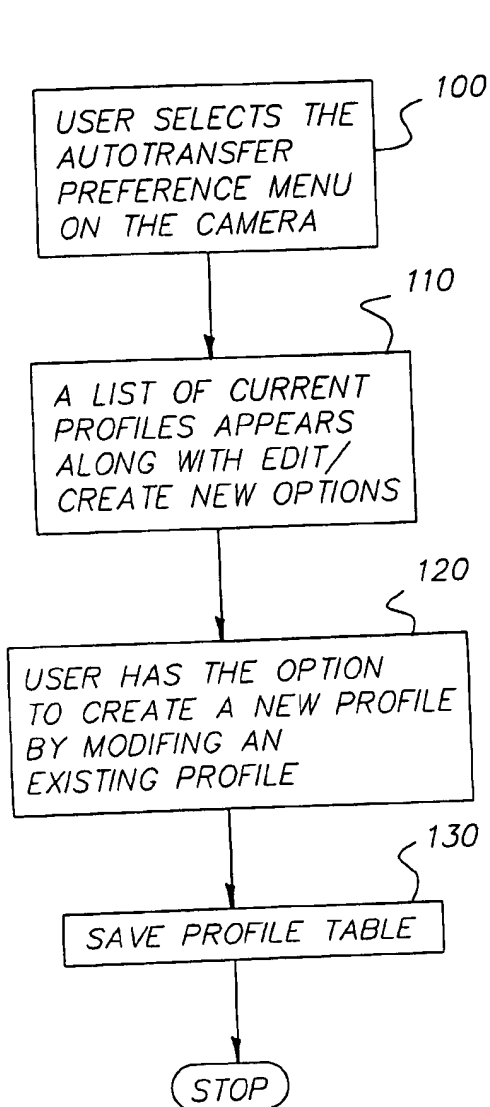 100
USER SELECTS THE
AUTOTRANSFER
PREFERENCE MENU
ON THE CAMERA
110
A LIST OF CURRENT
PROFILES APPEARS
ALONG WITH EDIT/
CREATE NEW OPTIONS
120
USER HAS THE OPTION
TO CREATE A NEW PROFILE
BY MODIFING AN
EXISTING PROFILE
130
SAVE PROFILE TABLE
STOP